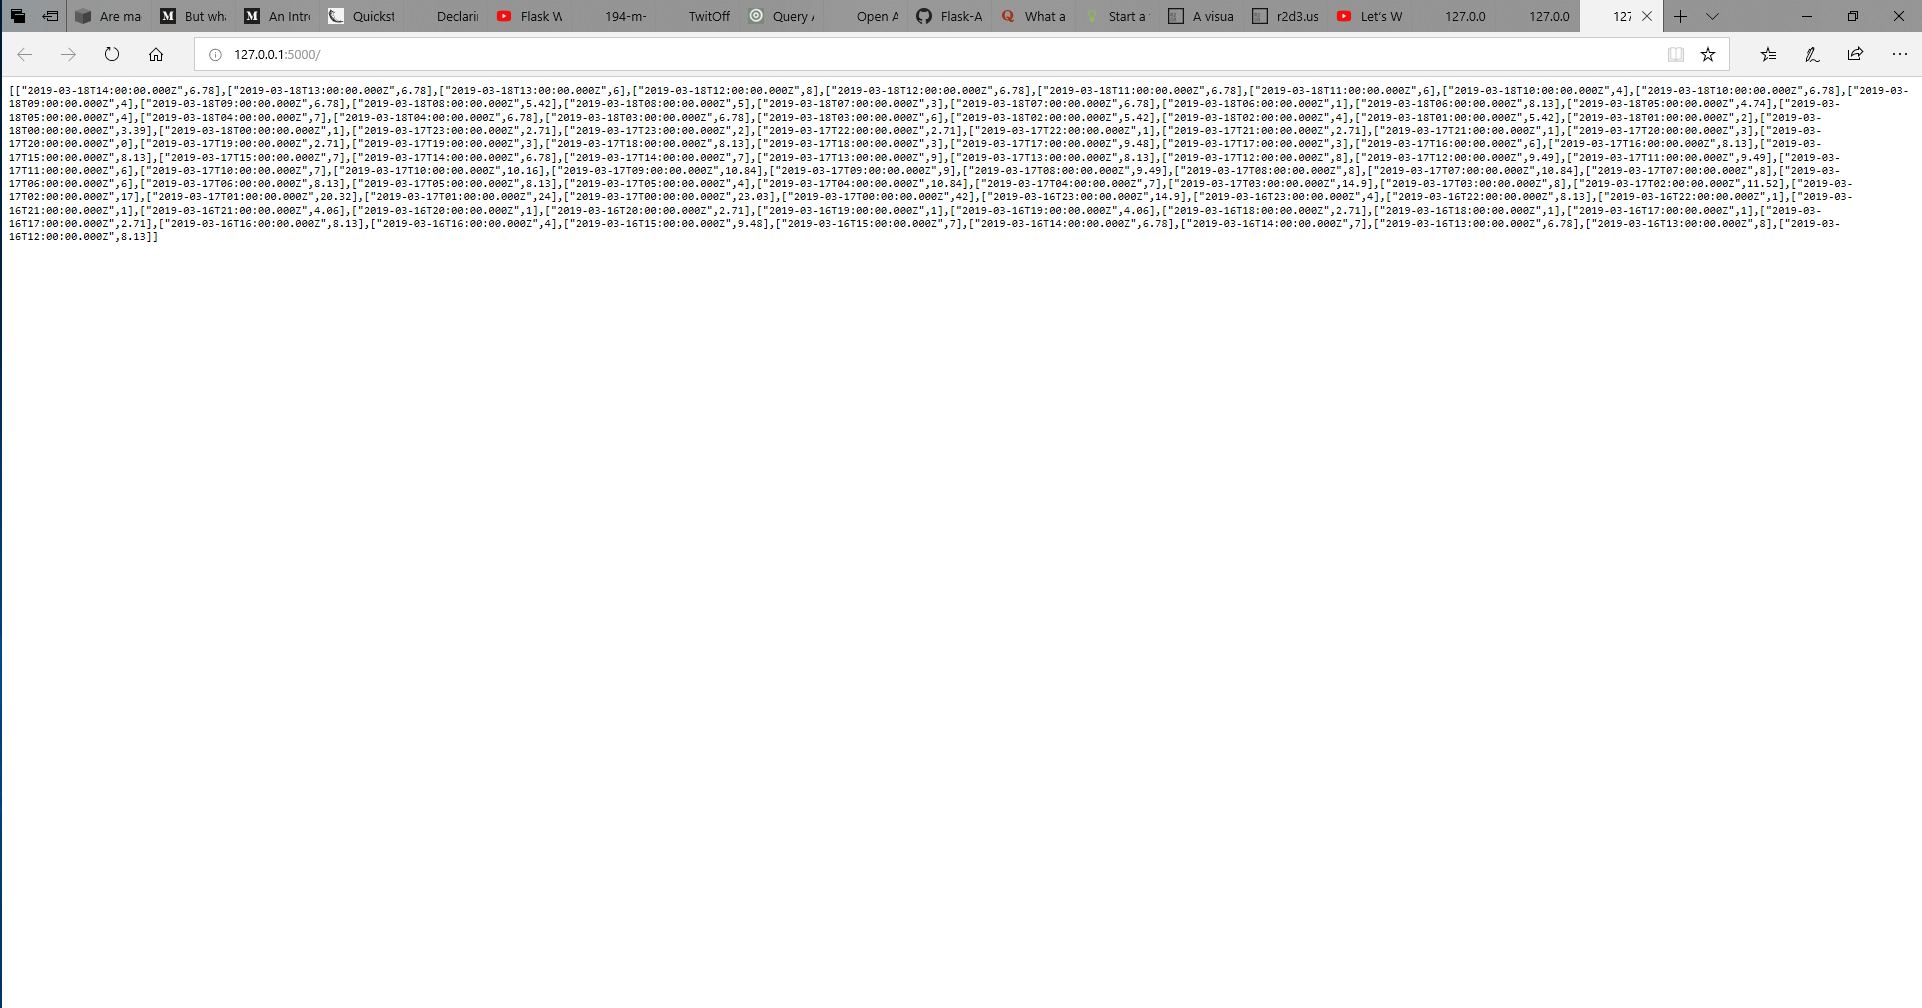 Are ma
But wha
An Intro
Quickst
Declarin
Flask W
194-m-
TwitOff
Query A
Open A
Flask-A
What a
Start a
A visua
r2d3.us
Let's W
127.0.0
127.0.0
127
127.0.0.1:5000/
[["2019-03-18T14:00:00.000Z",6.78],["2019-03-18T13:00:00.000Z",6.78],["2019-03-18T13:00:00.000Z",6],["2019-03-18T12:00:00.000Z",8],["2019-03-18T12:00:00.000Z",6.78],["2019-03-18T11:00:00.000Z",6.78],["2019-03-18T11:00:00.000Z",6],["2019-03-18T10:00:00.000Z",4],["2019-03-18T10:00:00.000Z",6.78],["2019-03-
18T09:00:00.000Z",4],["2019-03-18T09:00:00.000Z",6.78],["2019-03-18T08:00:00.000Z",5.42],["2019-03-18T08:00:00.000Z",5],["2019-03-18T07:00:00.000Z",3],["2019-03-18T07:00:00.000Z",6.78],["2019-03-18T06:00:00.000Z",1],["2019-03-18T06:00:00.000Z",8.13],["2019-03-18T05:00:00.000Z",4.74],["2019-03-
18T05:00:00.000Z",4],["2019-03-18T04:00:00.000Z",7],["2019-03-18T04:00:00.000Z",6.78],["2019-03-18T03:00:00.000Z",6.78],["2019-03-18T03:00:00.000Z",6],["2019-03-18T02:00:00.000Z",5.42],["2019-03-18T02:00:00.000Z",4],["2019-03-18T01:00:00.000Z",5.42],["2019-03-18T01:00:00.000Z",2],["2019-03-
18T00:00:00.000Z",3.39],["2019-03-18T00:00:00.000Z",1],["2019-03-17T23:00:00.000Z",2.71],["2019-03-17T23:00:00.000Z",2],["2019-03-17T22:00:00.000Z",2.71],["2019-03-17T22:00:00.000Z",1],["2019-03-17T21:00:00.000Z",2.71],["2019-03-17T21:00:00.000Z",1],["2019-03-17T20:00:00.000Z",3],["2019-03-
17T20:00:00.000Z",0],["2019-03-17T19:00:00.000Z",2.71],["2019-03-17T19:00:00.000Z",3],["2019-03-17T18:00:00.000Z",8.13],["2019-03-17T18:00:00.000Z",3],["2019-03-17T17:00:00.000Z",9.48],["2019-03-17T17:00:00.000Z",3],["2019-03-17T16:00:00.000Z",6],["2019-03-17T16:00:00.000Z",8.13],["2019-03-
17T15:00:00.000Z",8.13],["2019-03-17T15:00:00.000Z",7],["2019-03-17T14:00:00.000Z",6.78],["2019-03-17T14:00:00.000Z",7],["2019-03-17T13:00:00.000Z",9],["2019-03-17T13:00:00.000Z",8.13],["2019-03-17T12:00:00.000Z",8],["2019-03-17T12:00:00.000Z",9.49],["2019-03-17T11:00:00.000Z",9.49],["2019-03-
17T11:00:00.000Z",6],["2019-03-17T10:00:00.000Z",7],["2019-03-17T10:00:00.000Z",10.16],["2019-03-17T09:00:00.000Z",10.84],["2019-03-17T09:00:00.000Z",9],["2019-03-17T08:00:00.000Z",9.49],["2019-03-17T08:00:00.000Z",8],["2019-03-17T07:00:00.000Z",10.84],["2019-03-17T07:00:00.000Z",8],["2019-03-
17T06:00:00.000Z",6],["2019-03-17T06:00:00.000Z",8.13],["2019-03-17T05:00:00.000Z",8.13],["2019-03-17T05:00:00.000Z",4],["2019-03-17T04:00:00.000Z",10.84],["2019-03-17T04:00:00.000Z",7],["2019-03-17T03:00:00.000Z",14.9],["2019-03-17T03:00:00.000Z",8],["2019-03-17T02:00:00.000Z",11.52],["2019-03-
17T02:00:00.000Z",17],["2019-03-17T01:00:00.000Z",20.32],["2019-03-17T01:00:00.000Z",24],["2019-03-17T00:00:00.000Z",23.03],["2019-03-17T00:00:00.000Z",42],["2019-03-16T23:00:00.000Z",14.9],["2019-03-16T23:00:00.000Z",4],["2019-03-16T22:00:00.000Z",8.13],["2019-03-16T22:00:00.000Z",1],["2019-03-
16T21:00:00.000Z",1],["2019-03-16T21:00:00.000Z",4.06],["2019-03-16T20:00:00.000Z",1],["2019-03-16T20:00:00.000Z",2.71],["2019-03-16T19:00:00.000Z",1],["2019-03-16T19:00:00.000Z",4.06],["2019-03-16T18:00:00.000Z",2.71],["2019-03-16T18:00:00.000Z",1],["2019-03-16T17:00:00.000Z",1],["2019-03-
16T17:00:00.000Z",2.71],["2019-03-16T16:00:00.000Z",8.13],["2019-03-16T16:00:00.000Z",4],["2019-03-16T15:00:00.000Z",9.48],["2019-03-16T15:00:00.000Z",7],["2019-03-16T14:00:00.000Z",6.78],["2019-03-16T14:00:00.000Z",7],["2019-03-16T13:00:00.000Z",6.78],["2019-03-16T13:00:00.000Z",8],["2019-03-
16T12:00:00.000Z",8.13]]